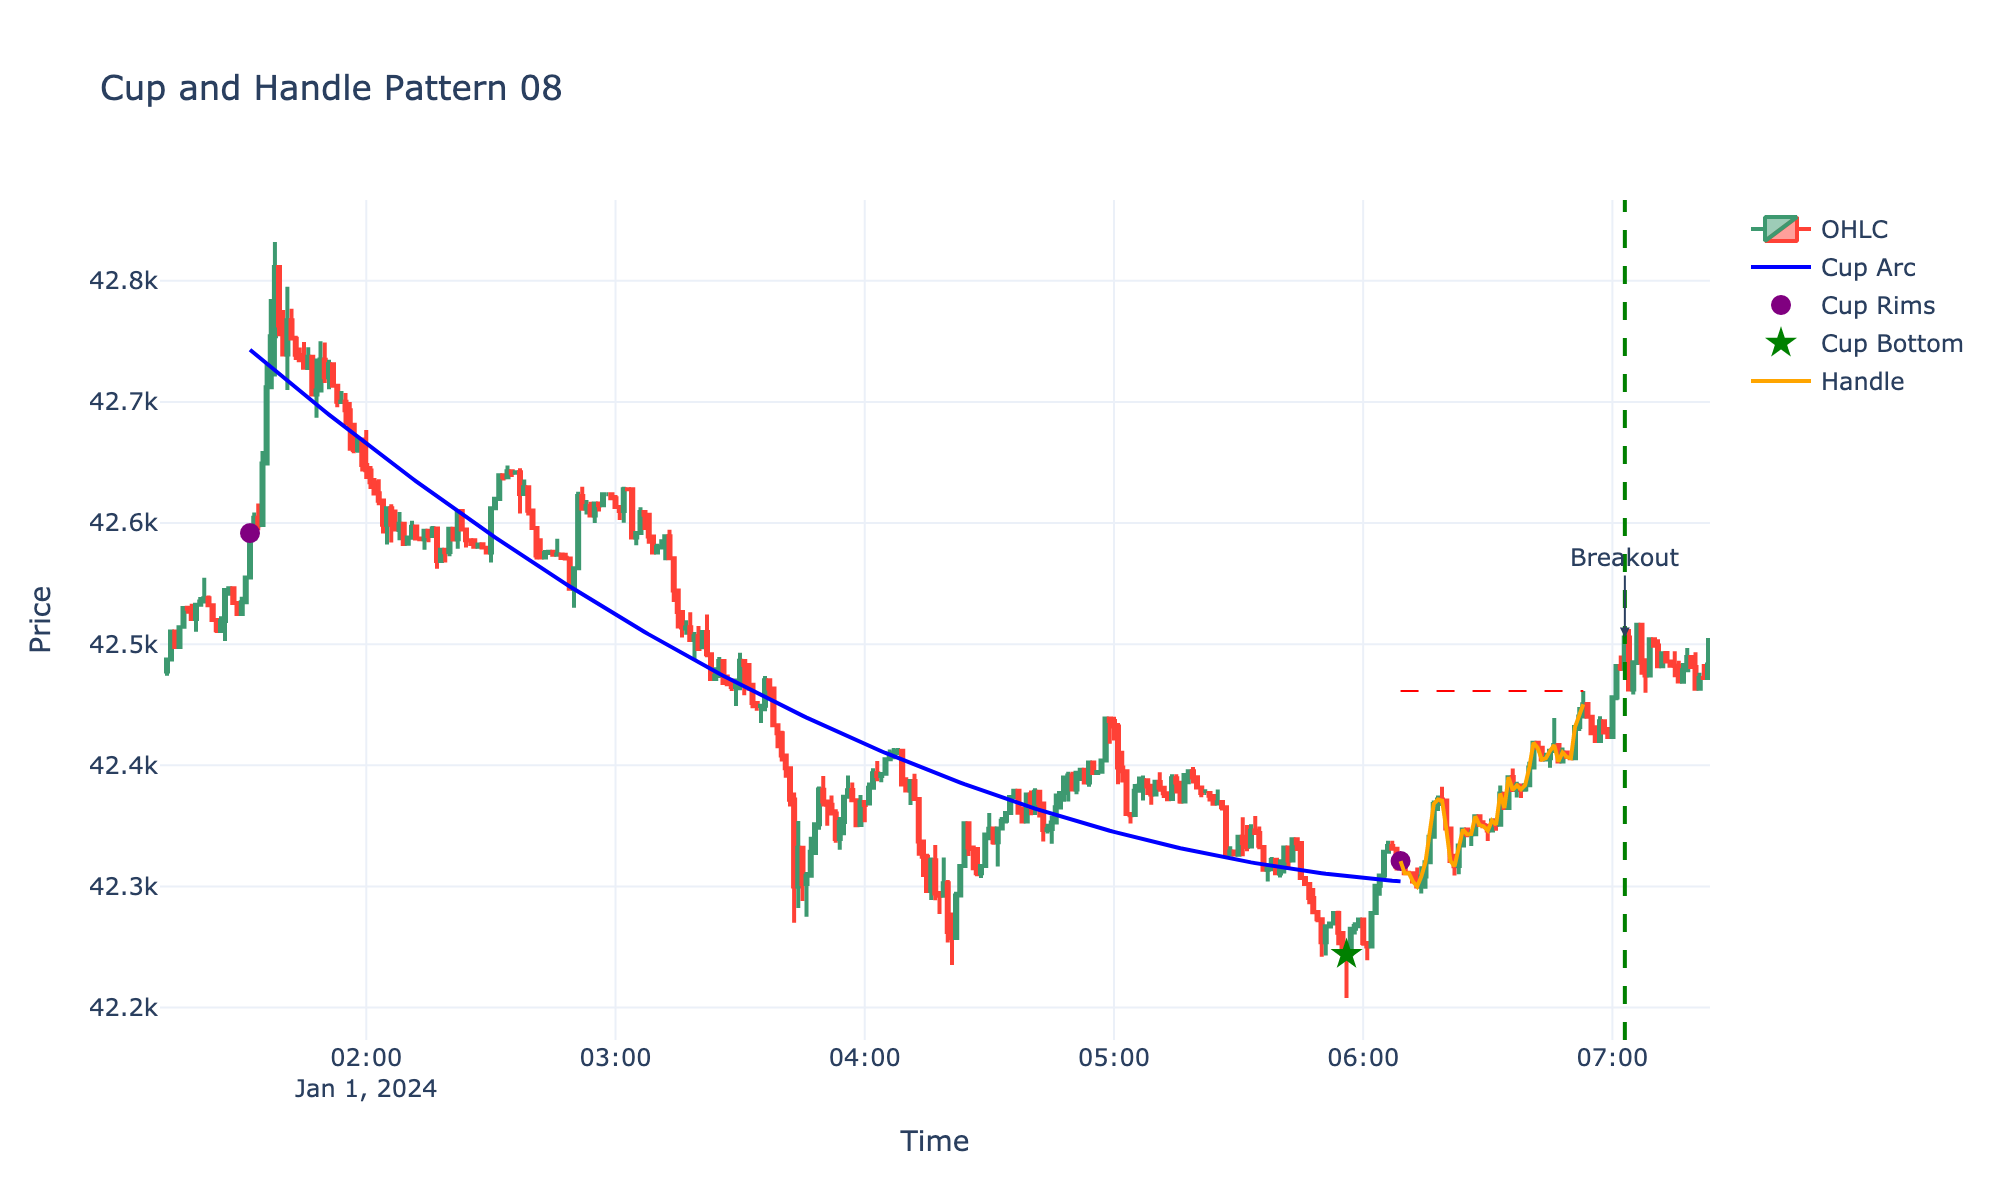 Cup and Handle Pattern 08
OHLC
Cup Arc
Cup Rims
Cup Bottom
Handle
Breakout
Price
42.8k
42.7k
42.6k
42.5k
42.4k
42.3k
42.2k
02:00
03:00
04:00
05:00
06:00
07:00
Jan 1, 2024
Time